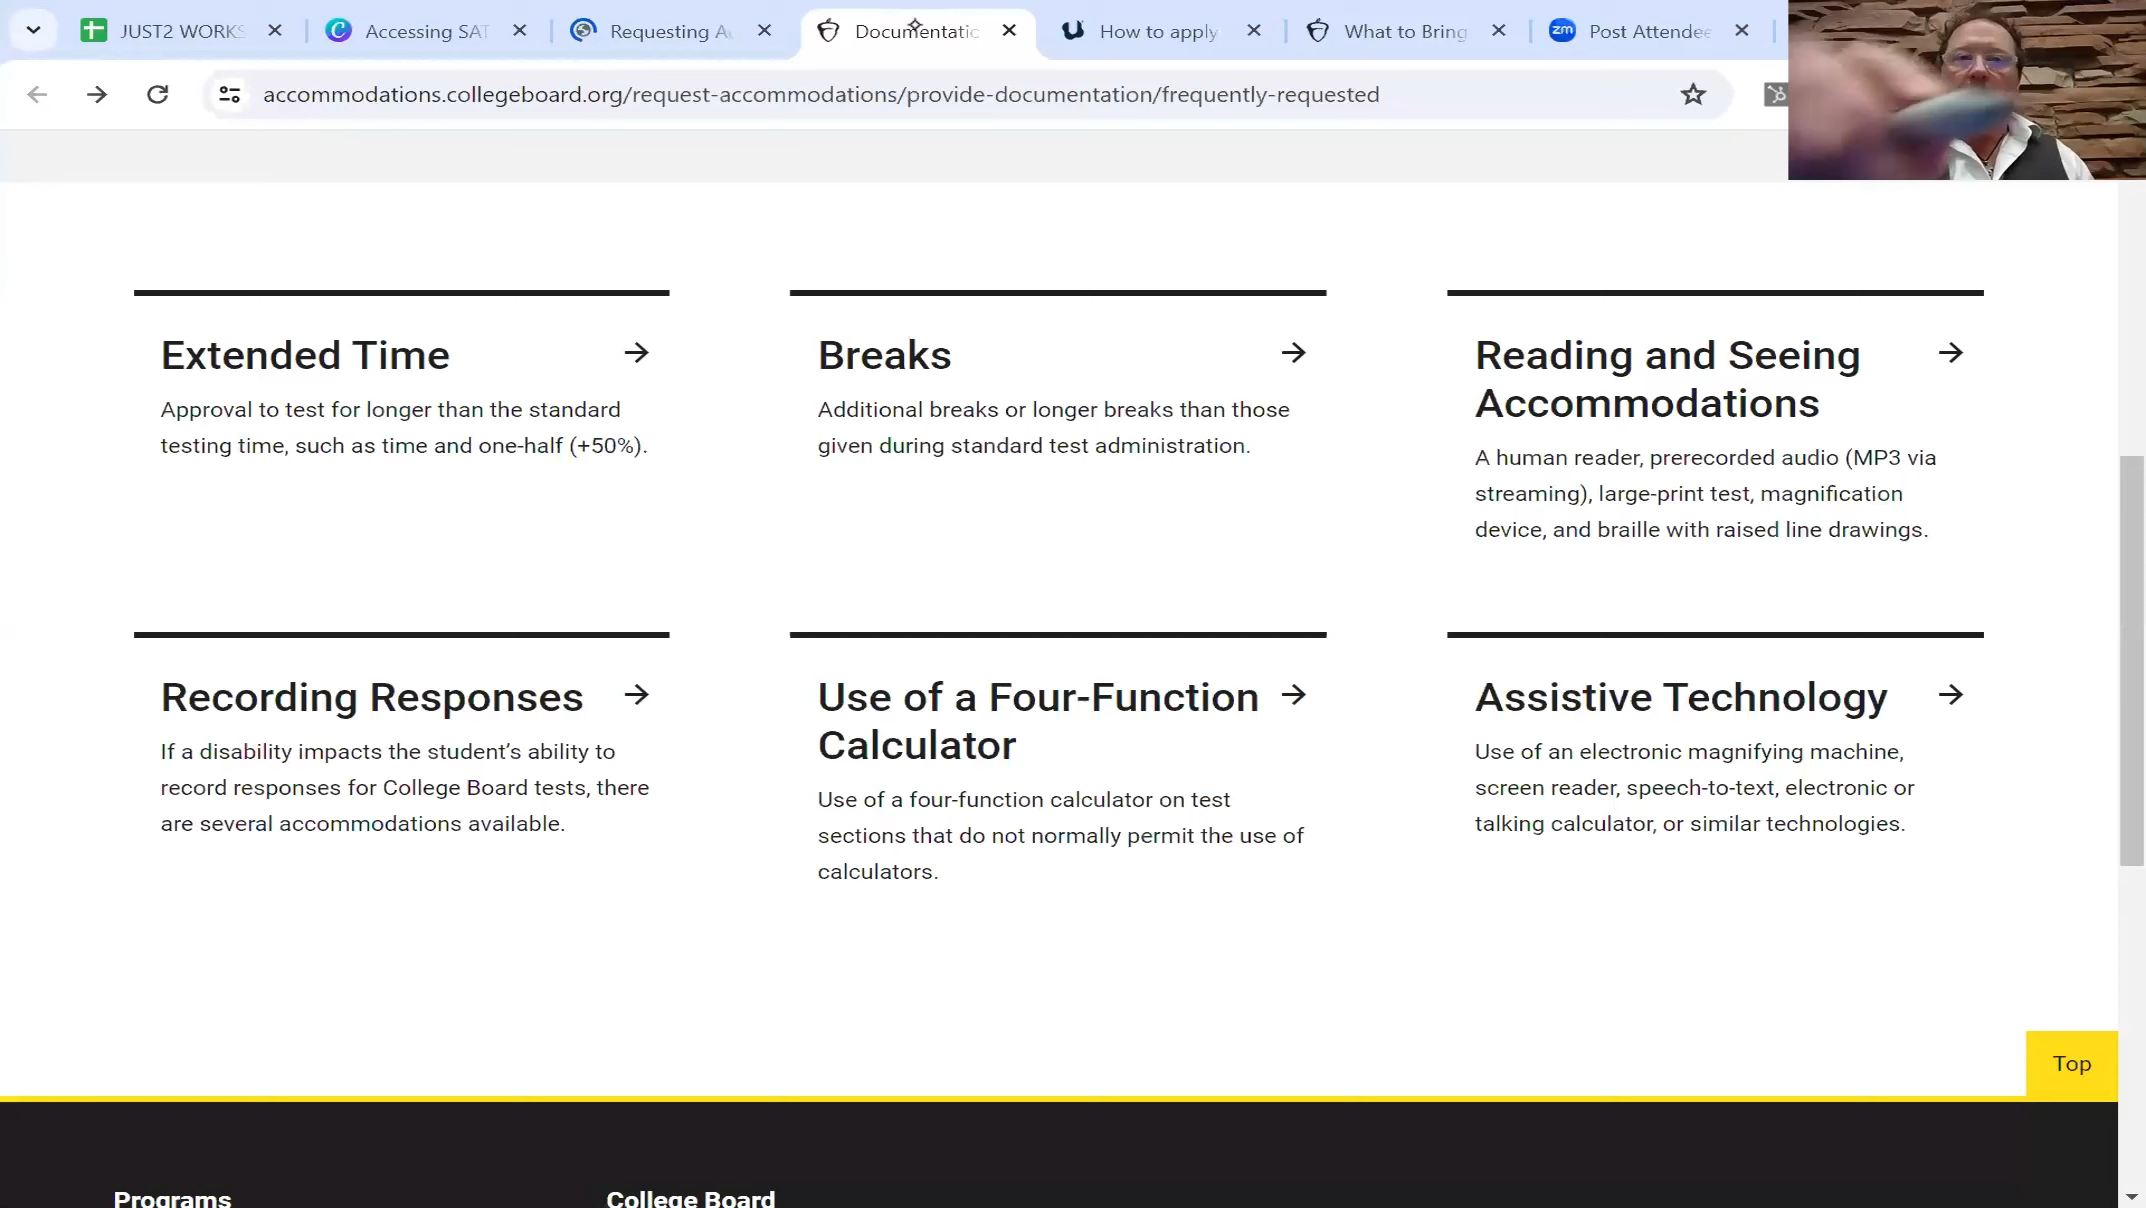 JUST2 WORKS
Accessing SAT
Requesting A
Documentatic
How to apply
What to Bring
zm
Post Attendee
accommodations.collegeboard.org/request-accommodations/provide-documentation/frequently-requested
Extended Time
Approval to test for longer than the standard
testing time, such as time and one-half (+50%).
Breaks
Additional breaks or longer breaks than those
given during standard test administration.
Reading and Seeing
Accommodations
A human reader, prerecorded audio (MP3 via
streaming), large-print test, magnification
device, and braille with raised line drawings.
Recording Responses
If a disability impacts the student’s ability to
record responses for College Board tests, there
are several accommodations available.
Use of a Four-Function
Calculator
Use of a four-function calculator on test
sections that do not normally permit the use of
calculators.
Assistive Technology
Use of an electronic magnifying machine,
screen reader, speech-to-text, electronic or
talking calculator, or similar technologies.
Top
Programs
College Board